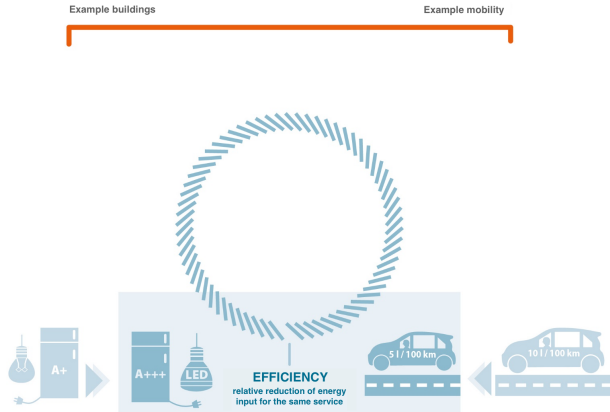 Example buildings
Example mobility
A+
A+++
LED
5 l / 100 km
10 l / 100 km
EFFICIENCY
relative reduction of energy
input for the same service